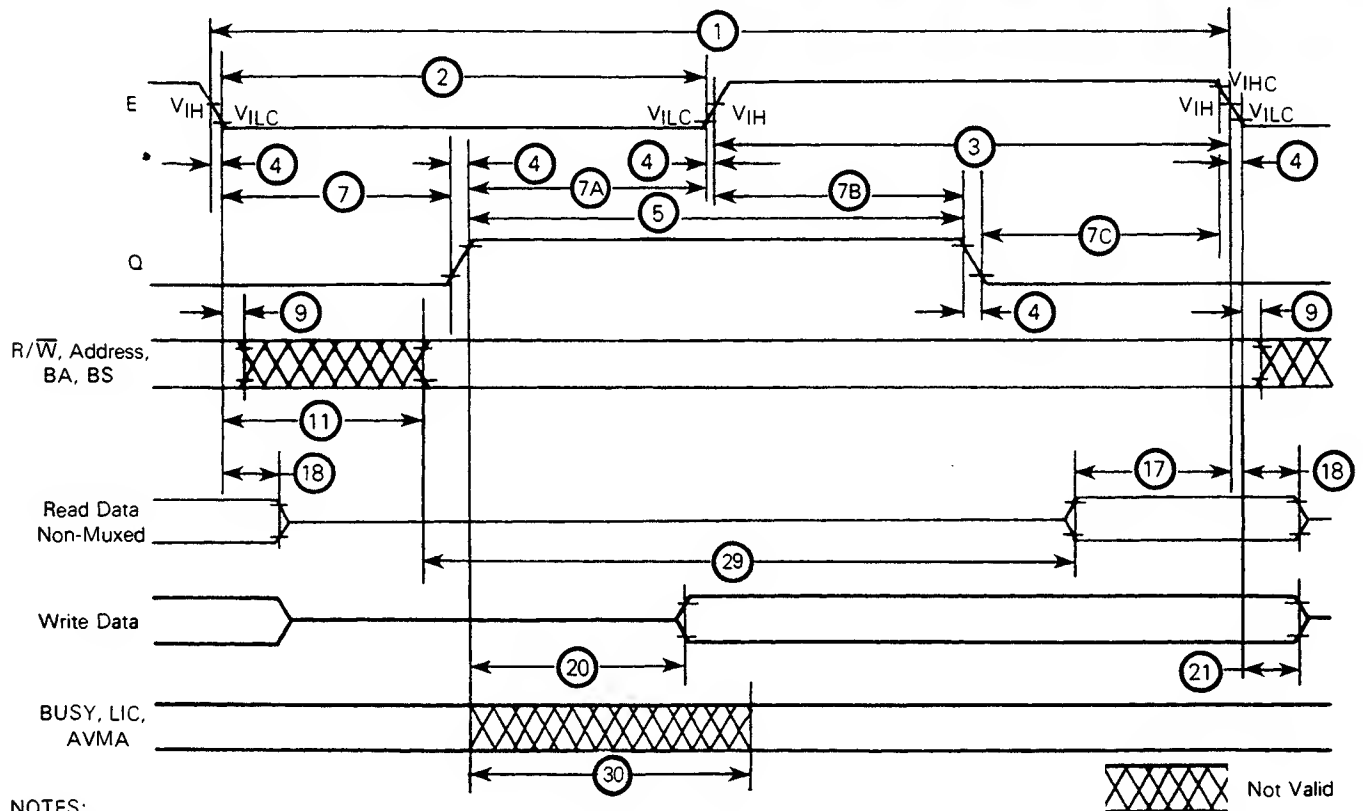 1
2
E
VIH
VILC
VILC
VIH
VIHC
VIH
VILC
4
4
4
3
4
7
7A
7B
5
7C
Q
9
4
9
R/W̅, Address,
BA, BS
11
18
17
18
Read Data
Non-Muxed
29
Write Data
20
21
BUSY, LIC,
AVMA
30
Not Valid
NOTES: